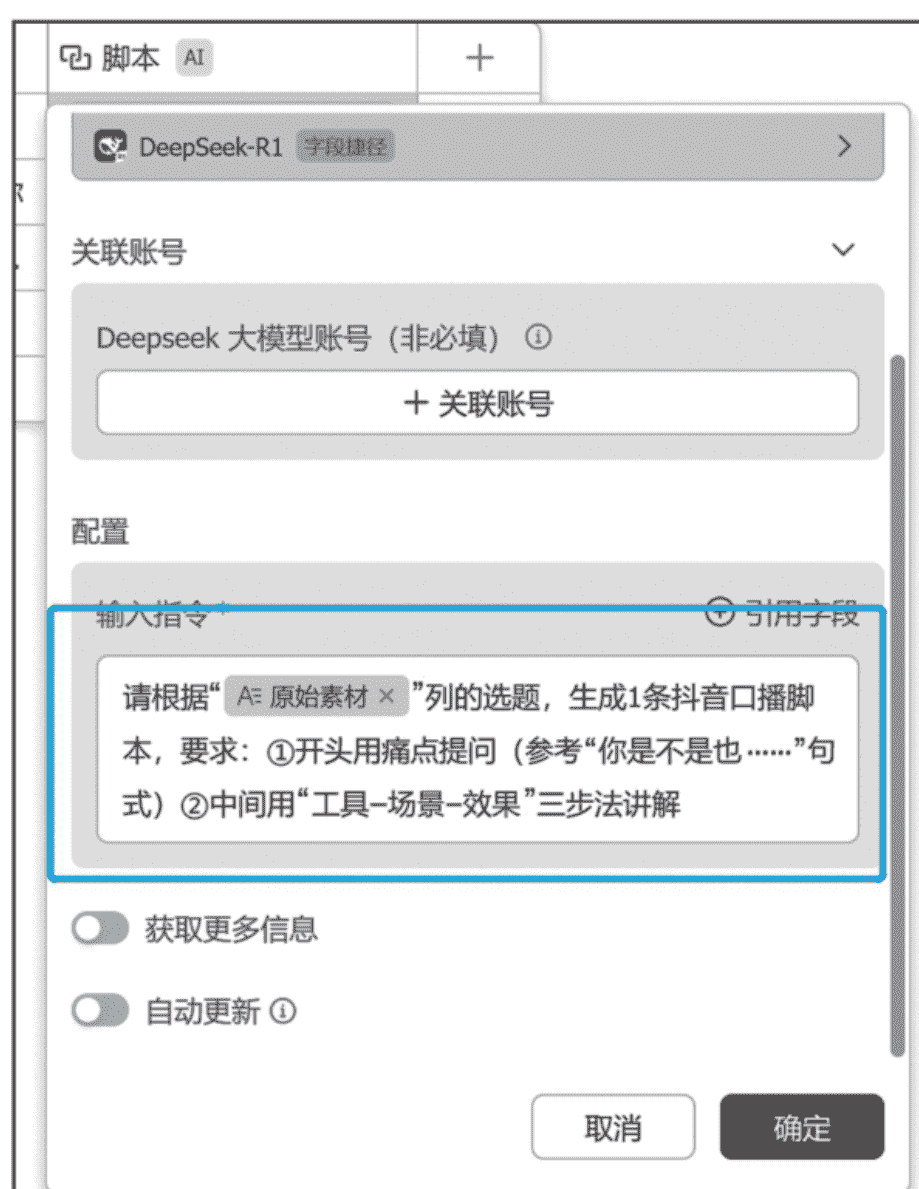 脚本 AI
DeepSeek-R1 字段捷径
关联账号
Deepseek 大模型账号（非必填）
+ 关联账号
配置
输入指令 * 引用字段
请根据“ 原始素材 × ”列的选题，生成1条抖音口播脚
本，要求：①开头用痛点提问（参考“你是不是也……”句
式）②中间用“工具–场景–效果”三步法讲解
获取更多信息
自动更新
取消 确定